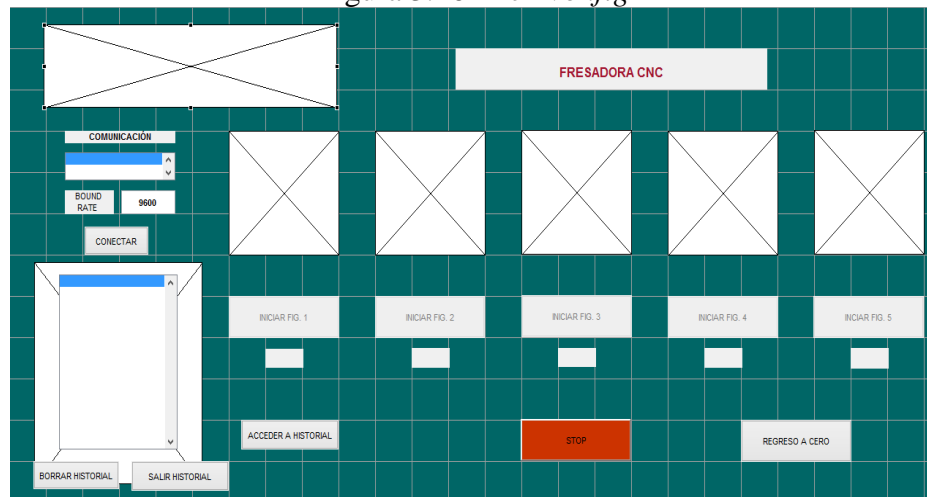 FRESADORA CNC
COMUNICACIÓN
BOUND
RATE
9600
CONECTAR
INICIAR FIG. 1
INICIAR FIG. 2
INICIAR FIG. 3
INICIAR FIG. 4
INICIAR FIG. 5
ACCEDER A HISTORIAL
STOP
REGRESO A CERO
BORRAR HISTORIAL
SALIR HISTORIAL